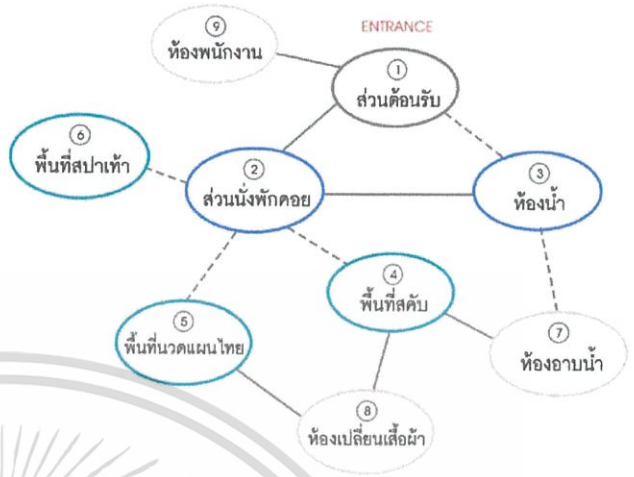 ⑨
ห้องพนักงาน
ENTRANCE
①
ส่วนต้อนรับ
⑥
พื้นที่สปาเท้า
②
ส่วนนั่งพักคอย
③
ห้องน้ำ
④
พื้นที่สคับ
⑤
พื้นที่นวดแผนไทย
⑦
ห้องอาบน้ำ
⑧
ห้องเปลี่ยนเสื้อผ้า